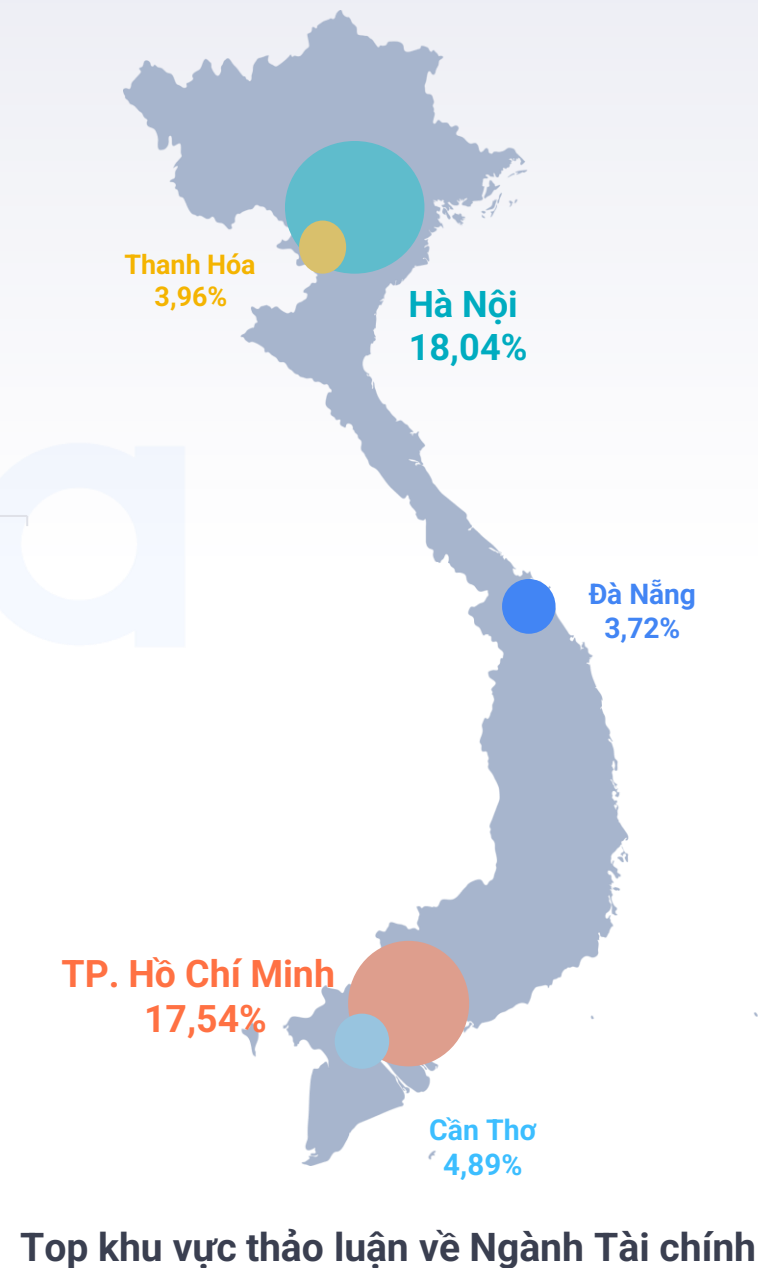 Thanh Hóa
3,96%
Hà Nội
18,04%
Đà Nẵng
3,72%
TP. Hồ Chí Minh
17,54%
Cần Thơ
4,89%
Top khu vực thảo luận về Ngành Tài chính